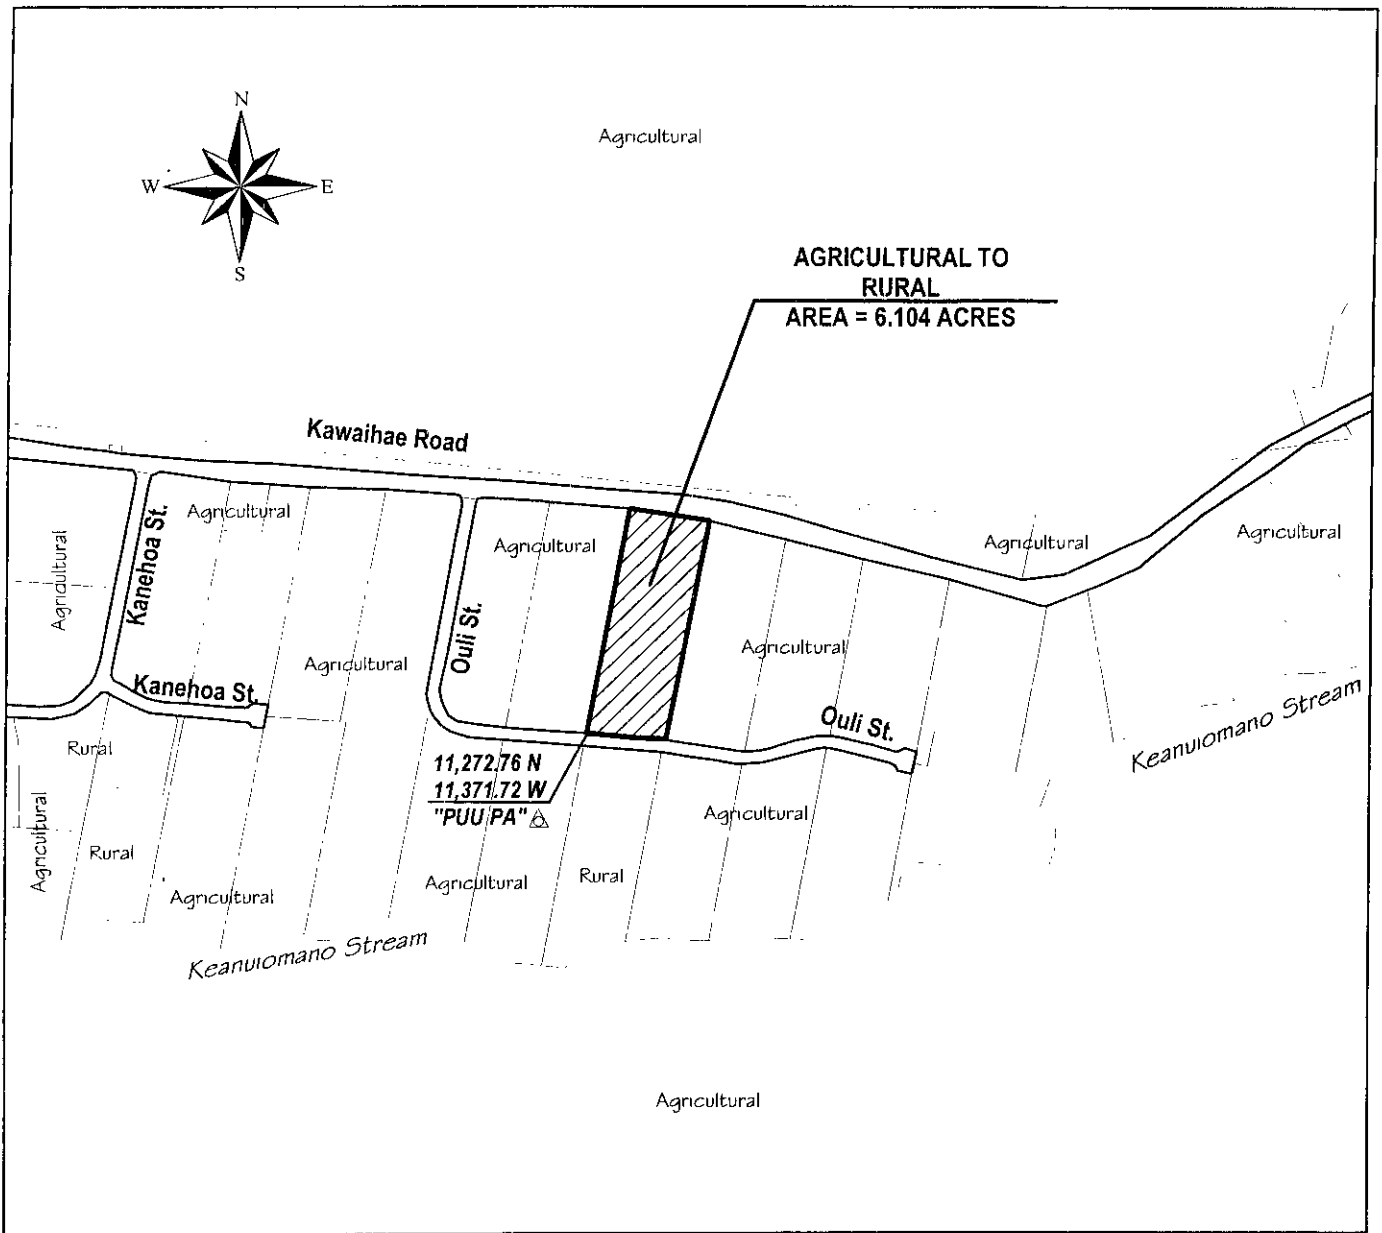 N
W
E
S
Agricultural
AGRICULTURAL TO
RURAL
AREA = 6.104 ACRES
Kawaihae Road
Agricultural
Kanehoa St.
Agricultural
Agricultural
Ouli St.
Agricultural
Agricultural
Agricultural
Agricultural
Agricultural
Kanehoa St.
Ouli St.
Keanuiomano Stream
Rural
11,272.76 N
11,371.72 W
"PUU PA"
Agricultural
Rural
Agricultural
Agricultural
Rural
Agricultural
Keanuiomano Stream
Agricultural